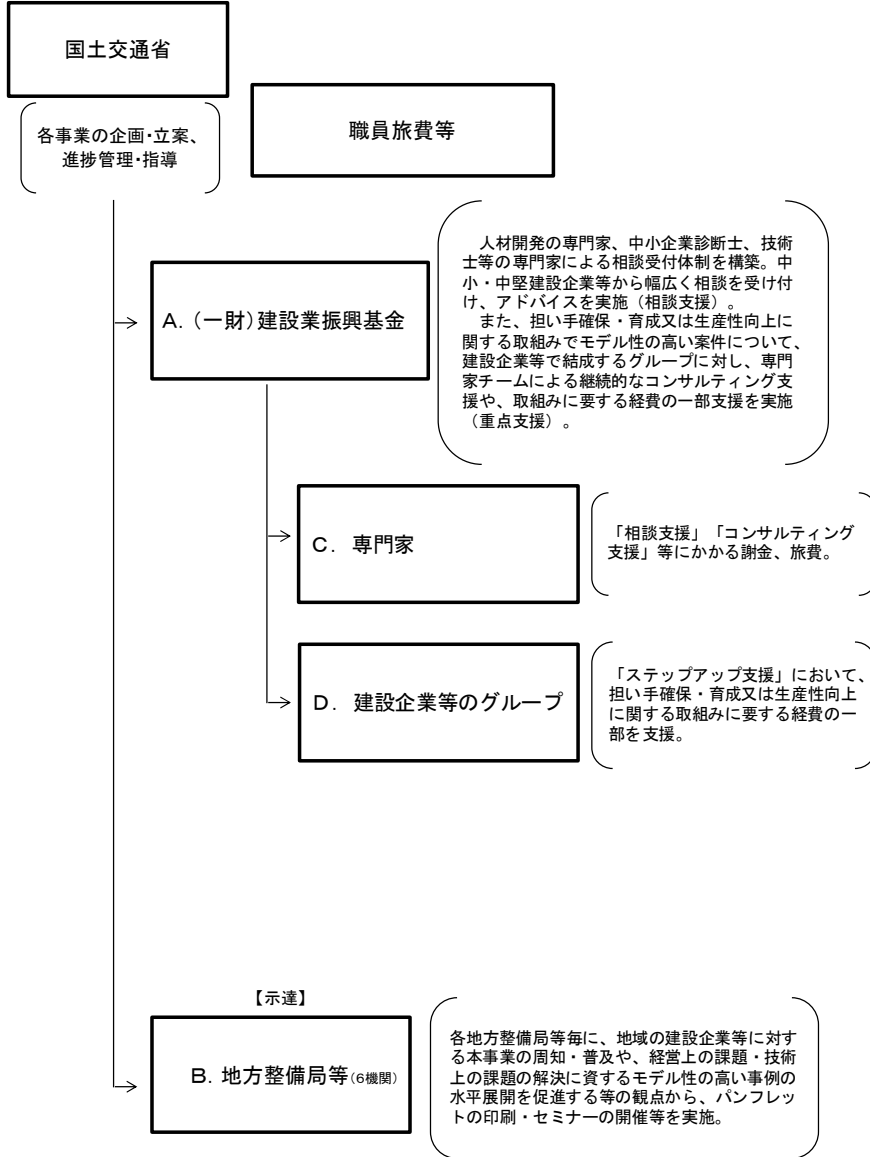 国土交通省
各事業の企画・立案、
進捗管理・指導
職員旅費等
A.（一財）建設業振興基金
人材開発の専門家、中小企業診断士、技術
士等の専門家による相談受付体制を構築。中
小・中堅建設企業等から幅広く相談を受け付
け、アドバイスを実施（相談支援）。
また、担い手確保・育成又は生産性向上に
関する取組みでモデル性の高い案件について、
建設企業等で結成するグループに対し、専門
家チームによる継続的なコンサルティング支
援や、取組みに要する経費の一部支援を実施
（重点支援）。
C．専門家
「相談支援」「コンサルティング
支援」等にかかる謝金、旅費。
D．建設企業等のグループ
「ステップアップ支援」において、
担い手確保・育成又は生産性向上
に関する取組みに要する経費の一
部を支援。
【示達】
B. 地方整備局等（6機関）
各地方整備局等毎に、地域の建設企業等に対す
る本事業の周知・普及や、経営上の課題・技術
上の課題の解決に資するモデル性の高い事例の
水平展開を促進する等の観点から、パンフレッ
トの印刷・セミナーの開催等を実施。